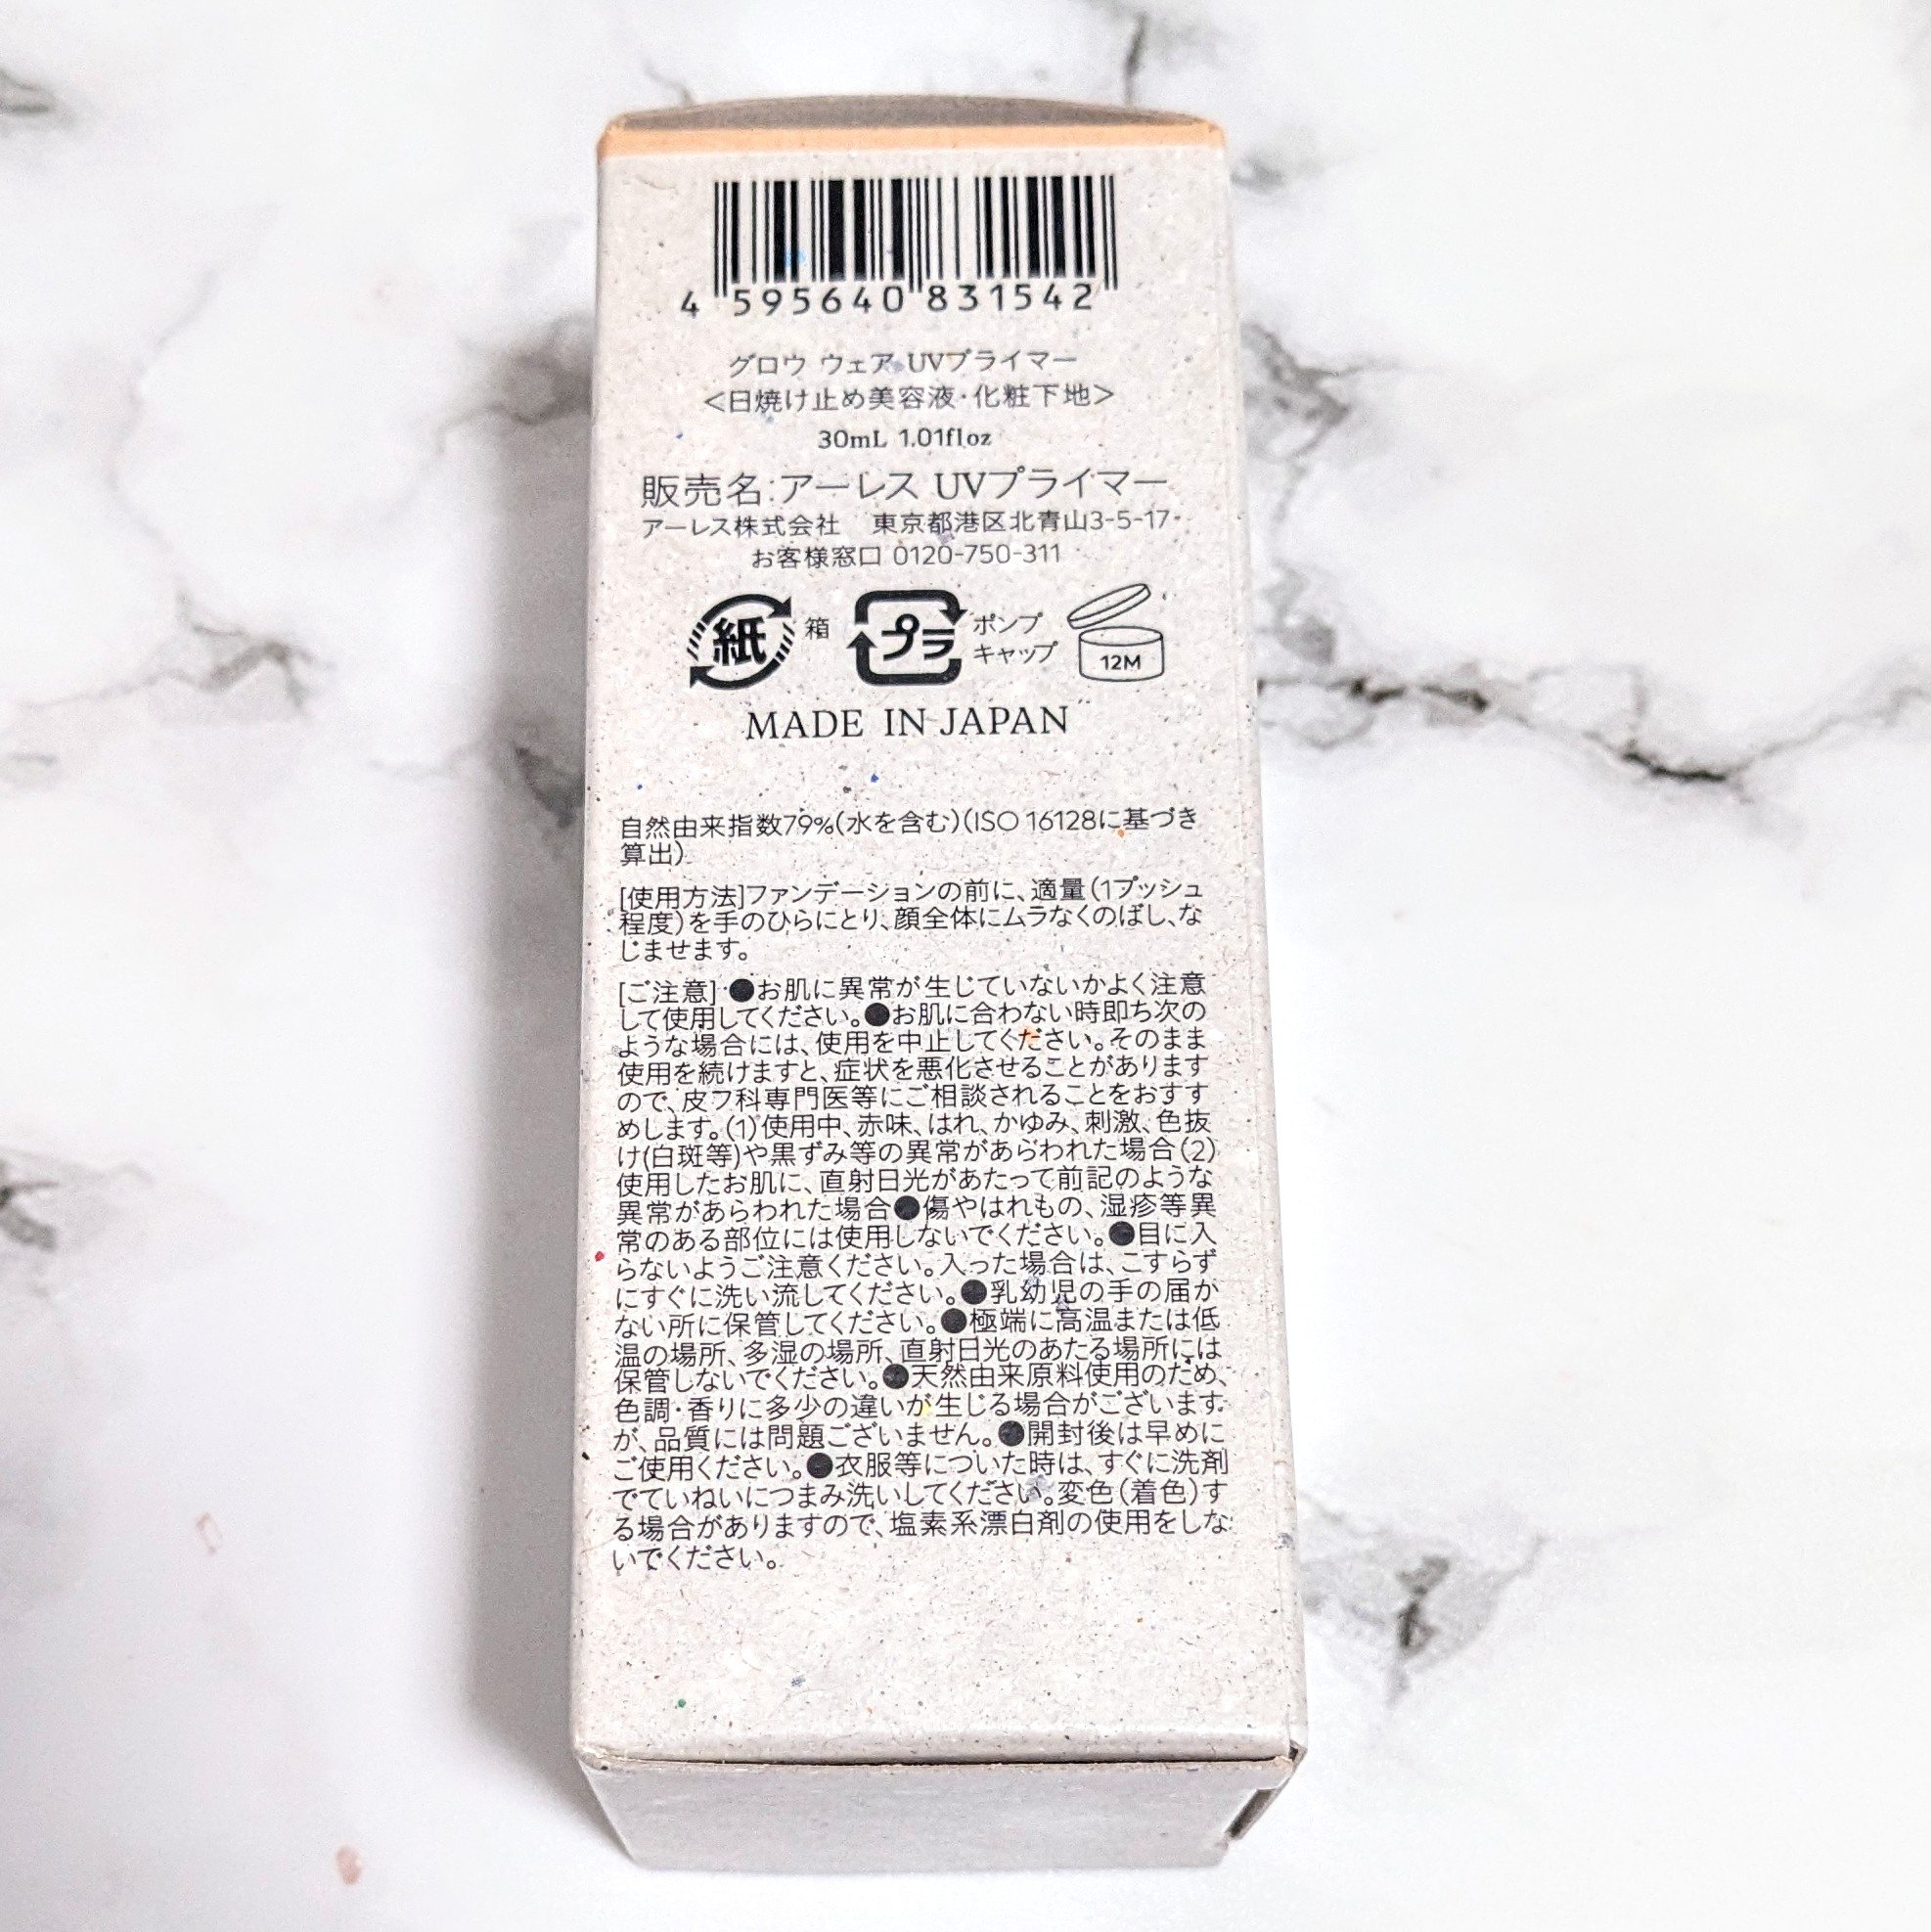 4 595640 831542
グロウ ウェア UVプライマー
<日焼け止め美容液・化粧下地>
30mL 1.01floz
販売名:アーレス UVプライマー
アーレス株式会社 東京都港区北青山3-5-17
お客様窓口 0120-750-311
紙 箱 プラ ポンプ キャップ 12M
MADE IN JAPAN
自然由来指数79%(水を含む)(ISO 16128に基づき
算出)
[使用方法]ファンデーションの前に、適量(1プッシュ
程度)を手のひらにとり、顔全体にムラなくのばし、な
じませます。
[ご注意]●お肌に異常が生じていないかよく注意
して使用してください。●お肌に合わない時即ち次の
ような場合には、使用を中止してください。そのまま
使用を続けますと、症状を悪化させることがあります
ので、皮フ科専門医等にご相談されることをおすす
めします。(1)使用中、赤味、はれ、かゆみ、刺激、色抜
け(白斑等)や黒ずみ等の異常があらわれた場合(2)
使用したお肌に、直射日光があたって前記のような
異常があらわれた場合●傷やはれもの、湿疹等異
常のある部位には使用しないでください。●目に入
らないようご注意ください。入った場合は、こすらず
にすぐに洗い流してください。●乳幼児の手の届か
ない所に保管してください。●極端に高温または低
温の場所、多湿の場所、直射日光のあたる場所には
保管しないでください。●天然由来原料使用のため、
色調・香りに多少の違いが生じる場合がございます
が、品質には問題ございません。●開封後は早めに
ご使用ください。●衣服等についた時は、すぐに洗剤
でていねいにつまみ洗いしてください。変色(着色)す
る場合がありますので、塩素系漂白剤の使用をしな
いでください。